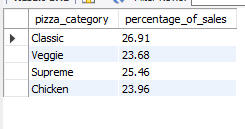 pizza_category percentage_of_sales
Classic 26.91
Veggie 23.68
Supreme 25.46
Chicken 23.96